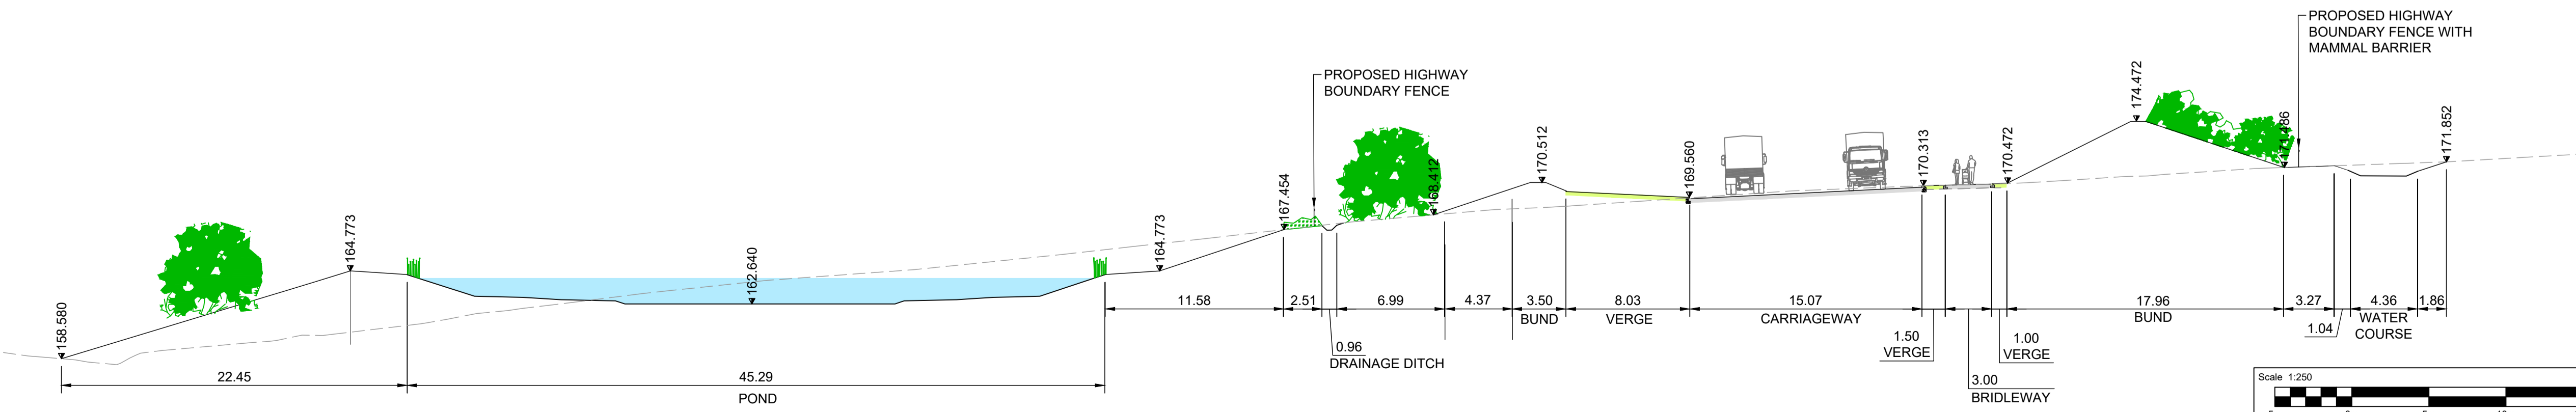 PROPOSED HIGHWAY
BOUNDARY FENCE WITH
MAMMAL BARRIER
PROPOSED HIGHWAY
BOUNDARY FENCE
158.580
164.773
162.640
164.773
167.454
168.412
170.512
169.560
170.313
170.472
174.472
171.486
171.852
11.58
2.51
6.99
4.37
3.50
BUND
8.03
VERGE
15.07
CARRIAGEWAY
17.96
BUND
3.27
4.36
WATER
COURSE
1.86
1.04
0.96
DRAINAGE DITCH
1.50
VERGE
1.00
VERGE
3.00
BRIDLEWAY
22.45
45.29
POND
Scale 1:250